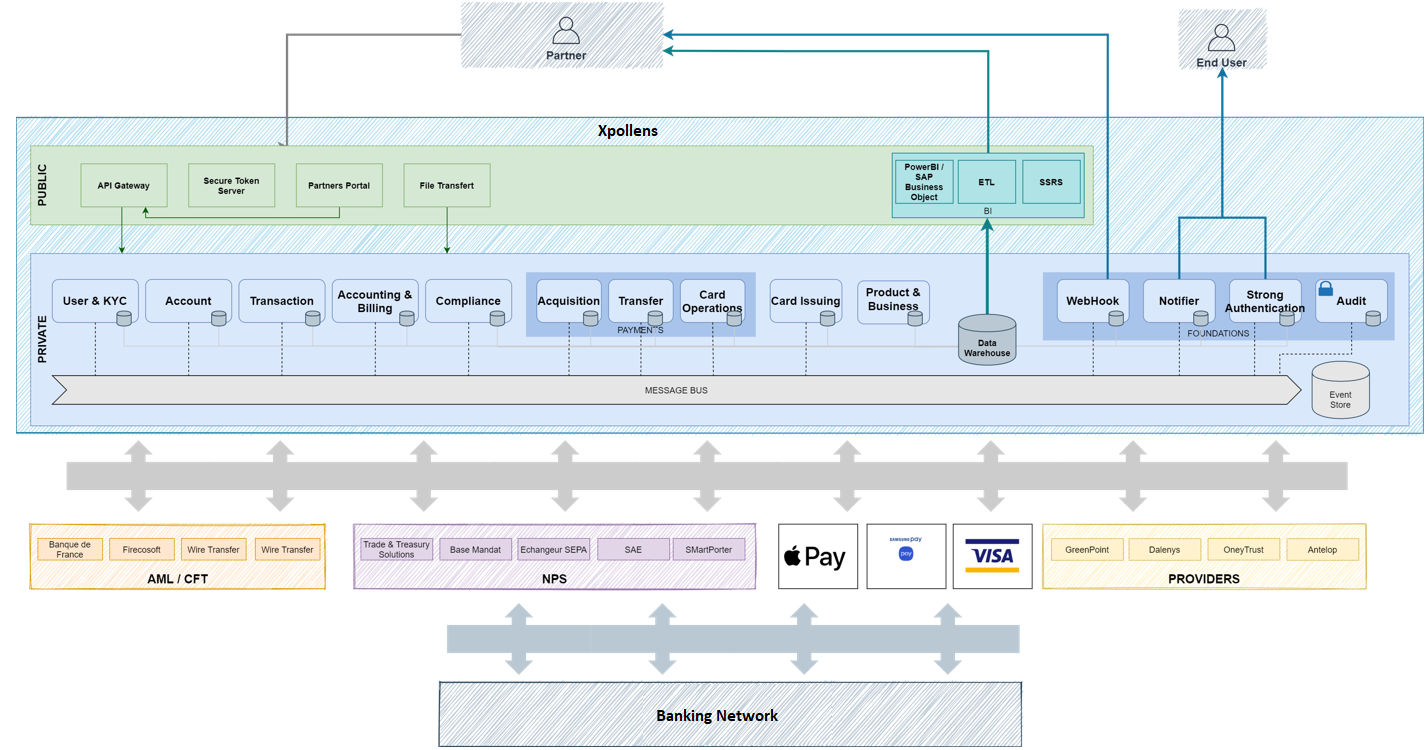 Partner
End User
Xpollens
PUBLIC
API Gateway
Secure Token
Server
Partners Portal
File Transfert
PowerBI /
SAP
Business
Object
ETL
SSRS
BI
PRIVATE
User & KYC
Account
Transaction
Accounting &
Billing
Compliance
Acquisition
Transfer
Card
Operations
PAYMENTS
Card Issuing
Product &
Business
Data
Warehouse
WebHook
Notifier
Strong
Authentication
Audit
FOUNDATIONS
MESSAGE BUS
Event
Store
Banque de
France
Firecosoft
Wire Transfer
Wire Transfer
AML / CFT
Trade & Treasury
Solutions
Base Mandat
Echangeur SEPA
SAE
SMartPorter
NPS
Pay
SAMSUNG pay
pay
VISA
GreenPoint
Dalenys
OneyTrust
Antelop
PROVIDERS
Banking Network